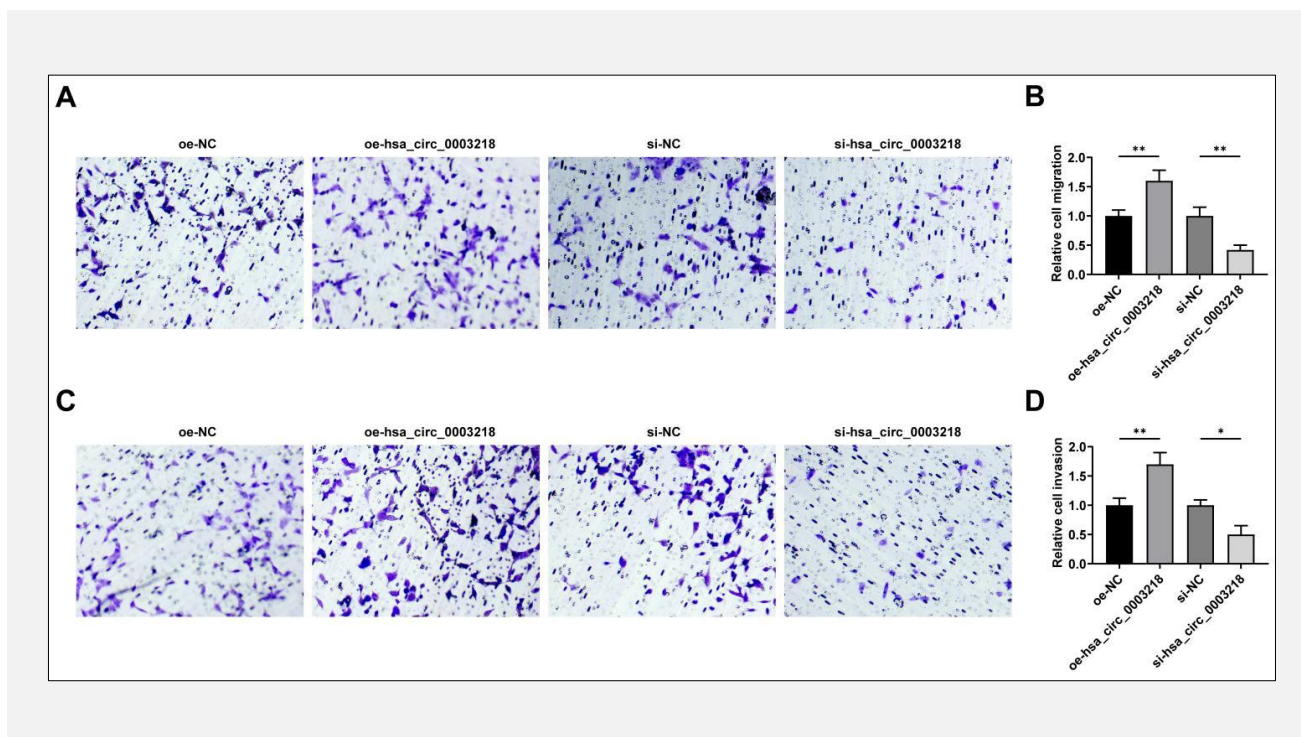 A
oe-NC
oe-hsa_circ_0003218
si-NC
si-hsa_circ_0003218
B
Relative cell migration
2.0
1.5
1.0
0.5
0.0
**
**
oe-NC
oe-hsa_circ_0003218
si-NC
si-hsa_circ_0003218
C
oe-NC
oe-hsa_circ_0003218
si-NC
si-hsa_circ_0003218
D
Relative cell invasion
2.0
1.5
1.0
0.5
0.0
**
*
oe-NC
oe-hsa_circ_0003218
si-NC
si-hsa_circ_0003218